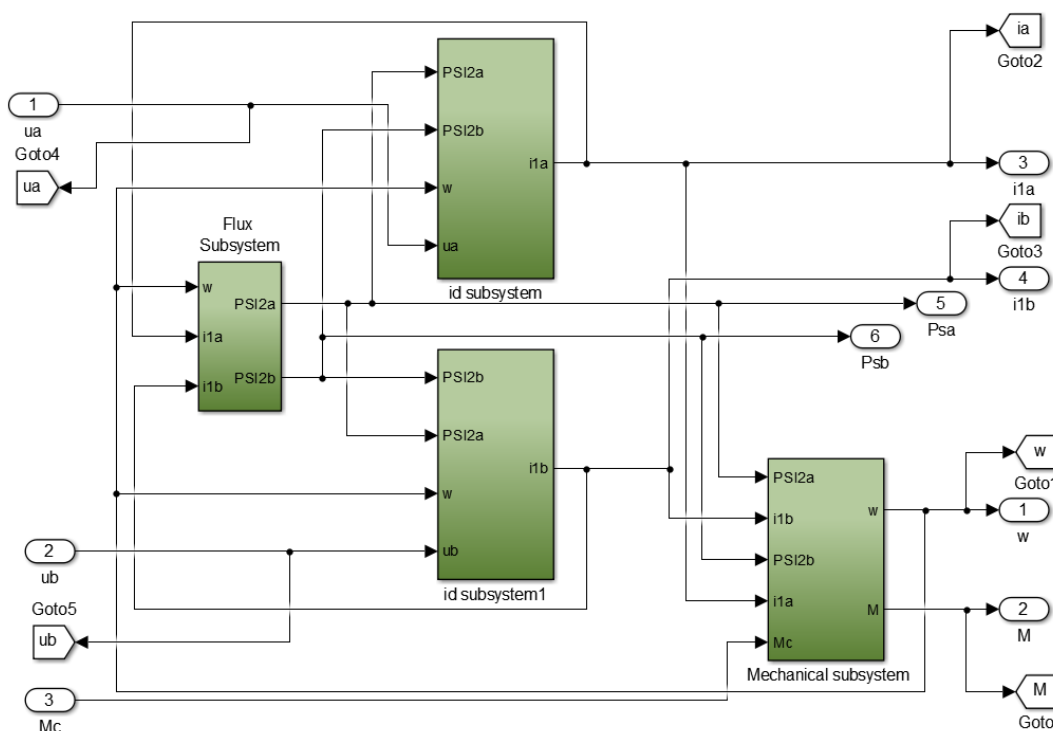 ia
Goto2
PSI2a
1
ua
PSI2b
Goto4
i1a
3
i1a
ua
w
Flux
Subsystem
ib
Goto3
ua
id subsystem
4
i1b
w
PSI2a
5
Psa
i1a
6
Psb
i1b
PSI2b
PSI2b
PSI2a
i1b
w
w
Goto1
PSI2a
i1b
w
1
w
2
ub
ub
PSI2b
id subsystem1
Goto5
i1a
M
2
M
ub
Mc
Mechanical subsystem
3
Mc
M
Goto